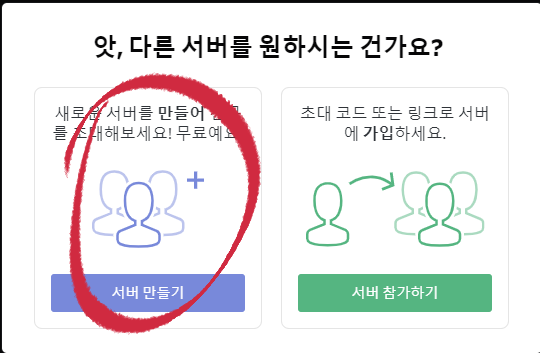 앗, 다른 서버를 원하시는 건가요?
새로운 서버를 만들어
를 초대해보세요! 무료예요
서버 만들기
초대 코드 또는 링크로 서버
에 가입하세요.
서버 참가하기